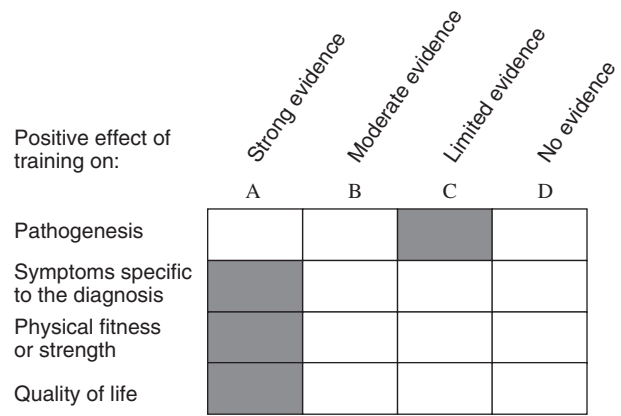 Strong evidence
Moderate evidence
Limited evidence
No evidence
Positive effect of
training on:
A B C D
Pathogenesis
Symptoms specific
to the diagnosis
Physical fitness
or strength
Quality of life